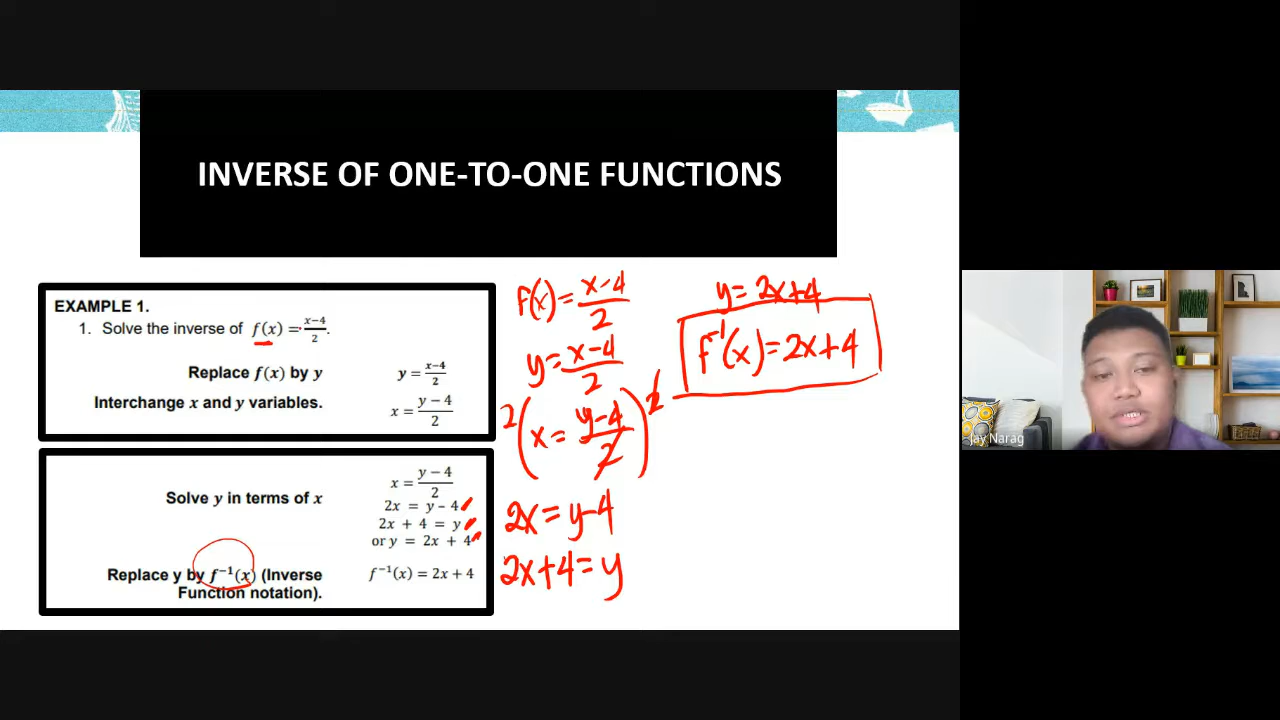 INVERSE OF ONE-TO-ONE FUNCTIONS
EXAMPLE 1.
1. Solve the inverse of f(x) = x−4/2.
Replace f(x) by y
y = x−4/2
Interchange x and y variables.
x = y − 4/2
Solve y in terms of x
x = y − 4/2
2x = y − 4
2x + 4 = y
or y = 2x + 4
Replace y by f⁻¹(x) (Inverse
Function notation).
f⁻¹(x) = 2x + 4
f(x) = x−4/2
y = x−4/2
2(x = y−4/2)2
2x = y−4
2x+4 = y
y = 2x+4
f⁻¹(x) = 2x+4
Jay Narag